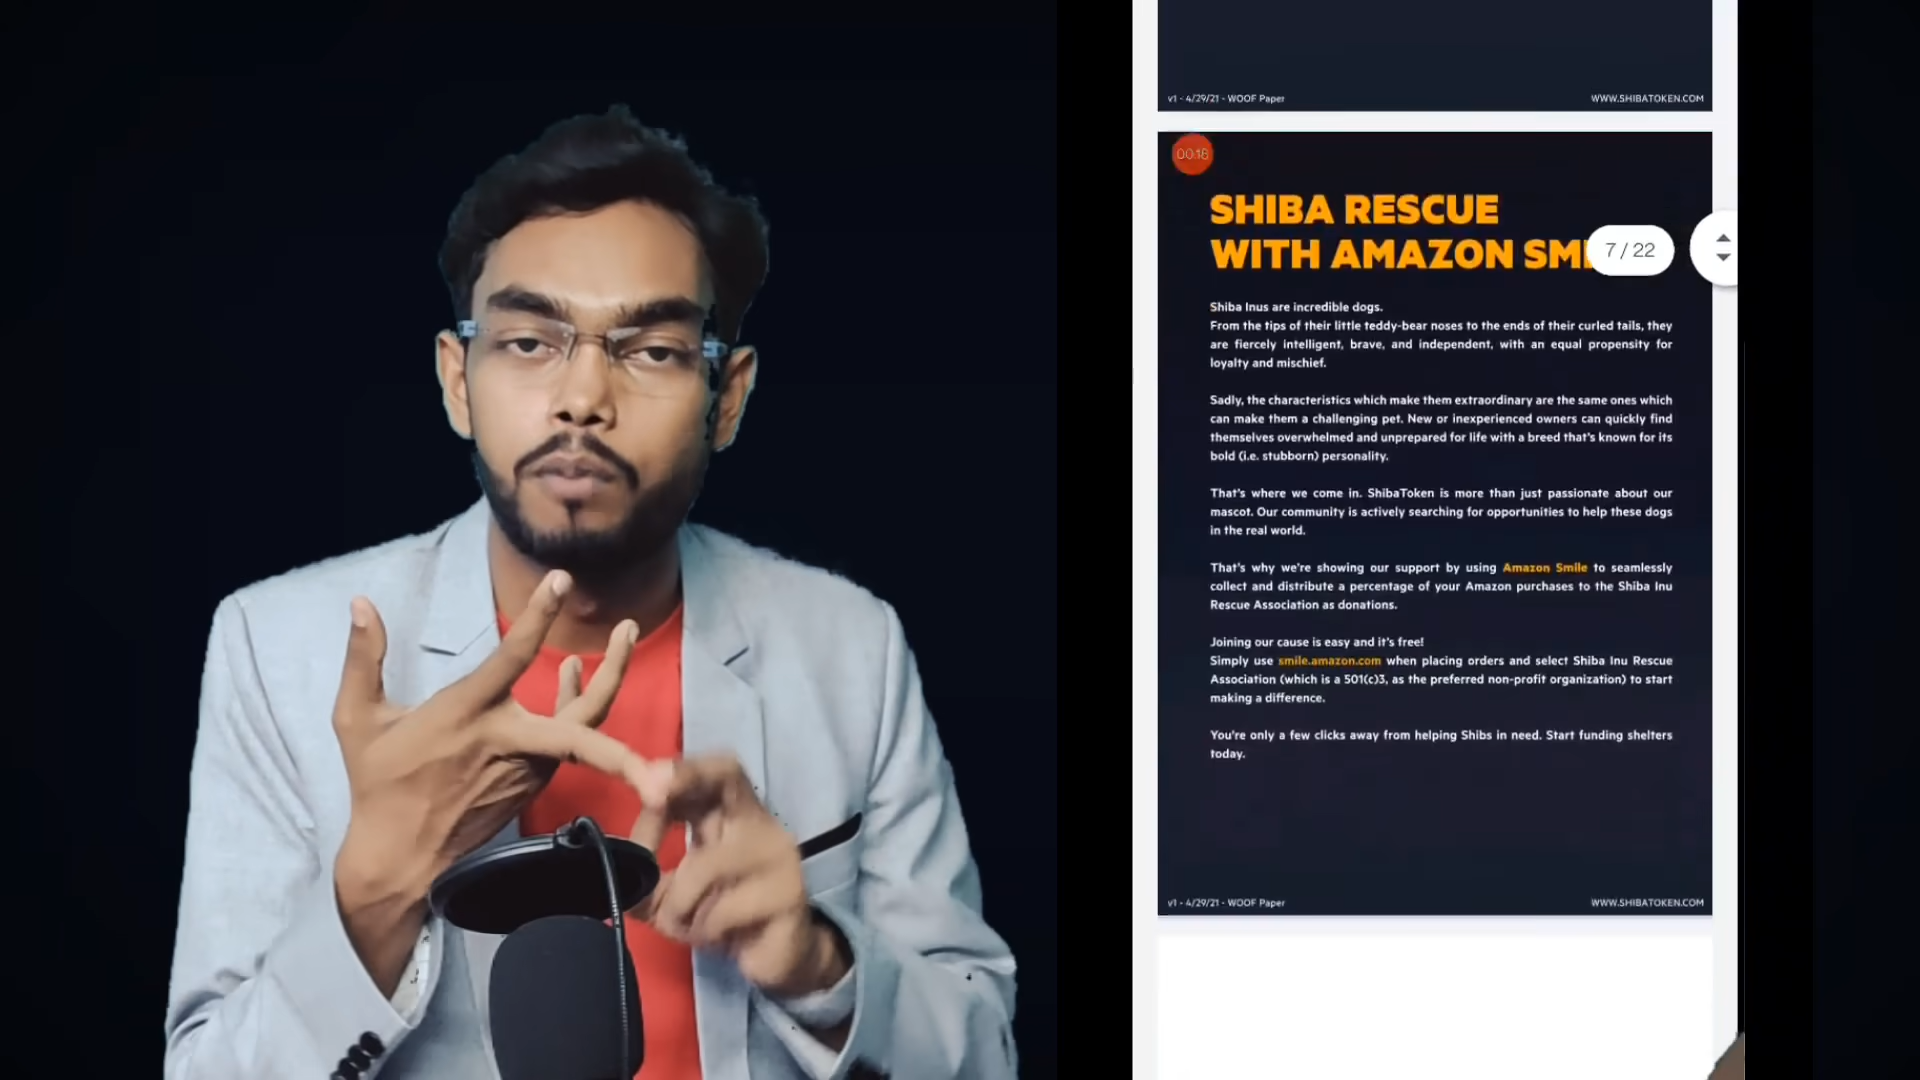 v1 - 4/29/21 - WOOF Paper
WWW.SHIBATOKEN.COM
00:18
SHIBA RESCUE
WITH AMAZON
7 / 22
Shiba Inus are incredible dogs.
From the tips of their little teddy-bear noses to the ends of their curled tails, they
are fiercely intelligent, brave, and independent, with an equal propensity for
loyalty and mischief.
Sadly, the characteristics which make them extraordinary are the same ones which
can make them a challenging pet. New or inexperienced owners can quickly find
themselves overwhelmed and unprepared for life with a breed that's known for its
bold (i.e. stubborn) personality.
That's where we come in. ShibaToken is more than just passionate about our
mascot. Our community is actively searching for opportunities to help these dogs
in the real world.
That's why we're showing our support by using Amazon Smile to seamlessly
collect and distribute a percentage of your Amazon purchases to the Shiba Inu
Rescue Association as donations.
Joining our cause is easy and it's free!
Simply use smile.amazon.com when placing orders and select Shiba Inu Rescue
Association (which is a 501(c)3, as the preferred non-profit organization) to start
making a difference.
You're only a few clicks away from helping Shibs in need. Start funding shelters
today.
v1 - 4/29/21 - WOOF Paper
WWW.SHIBATOKEN.COM